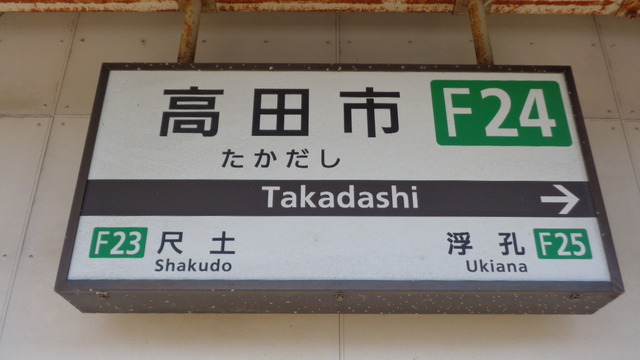 高田市 F24
たかだし
Takadashi →
F23 尺土 浮孔 F25
Shakudo Ukiana